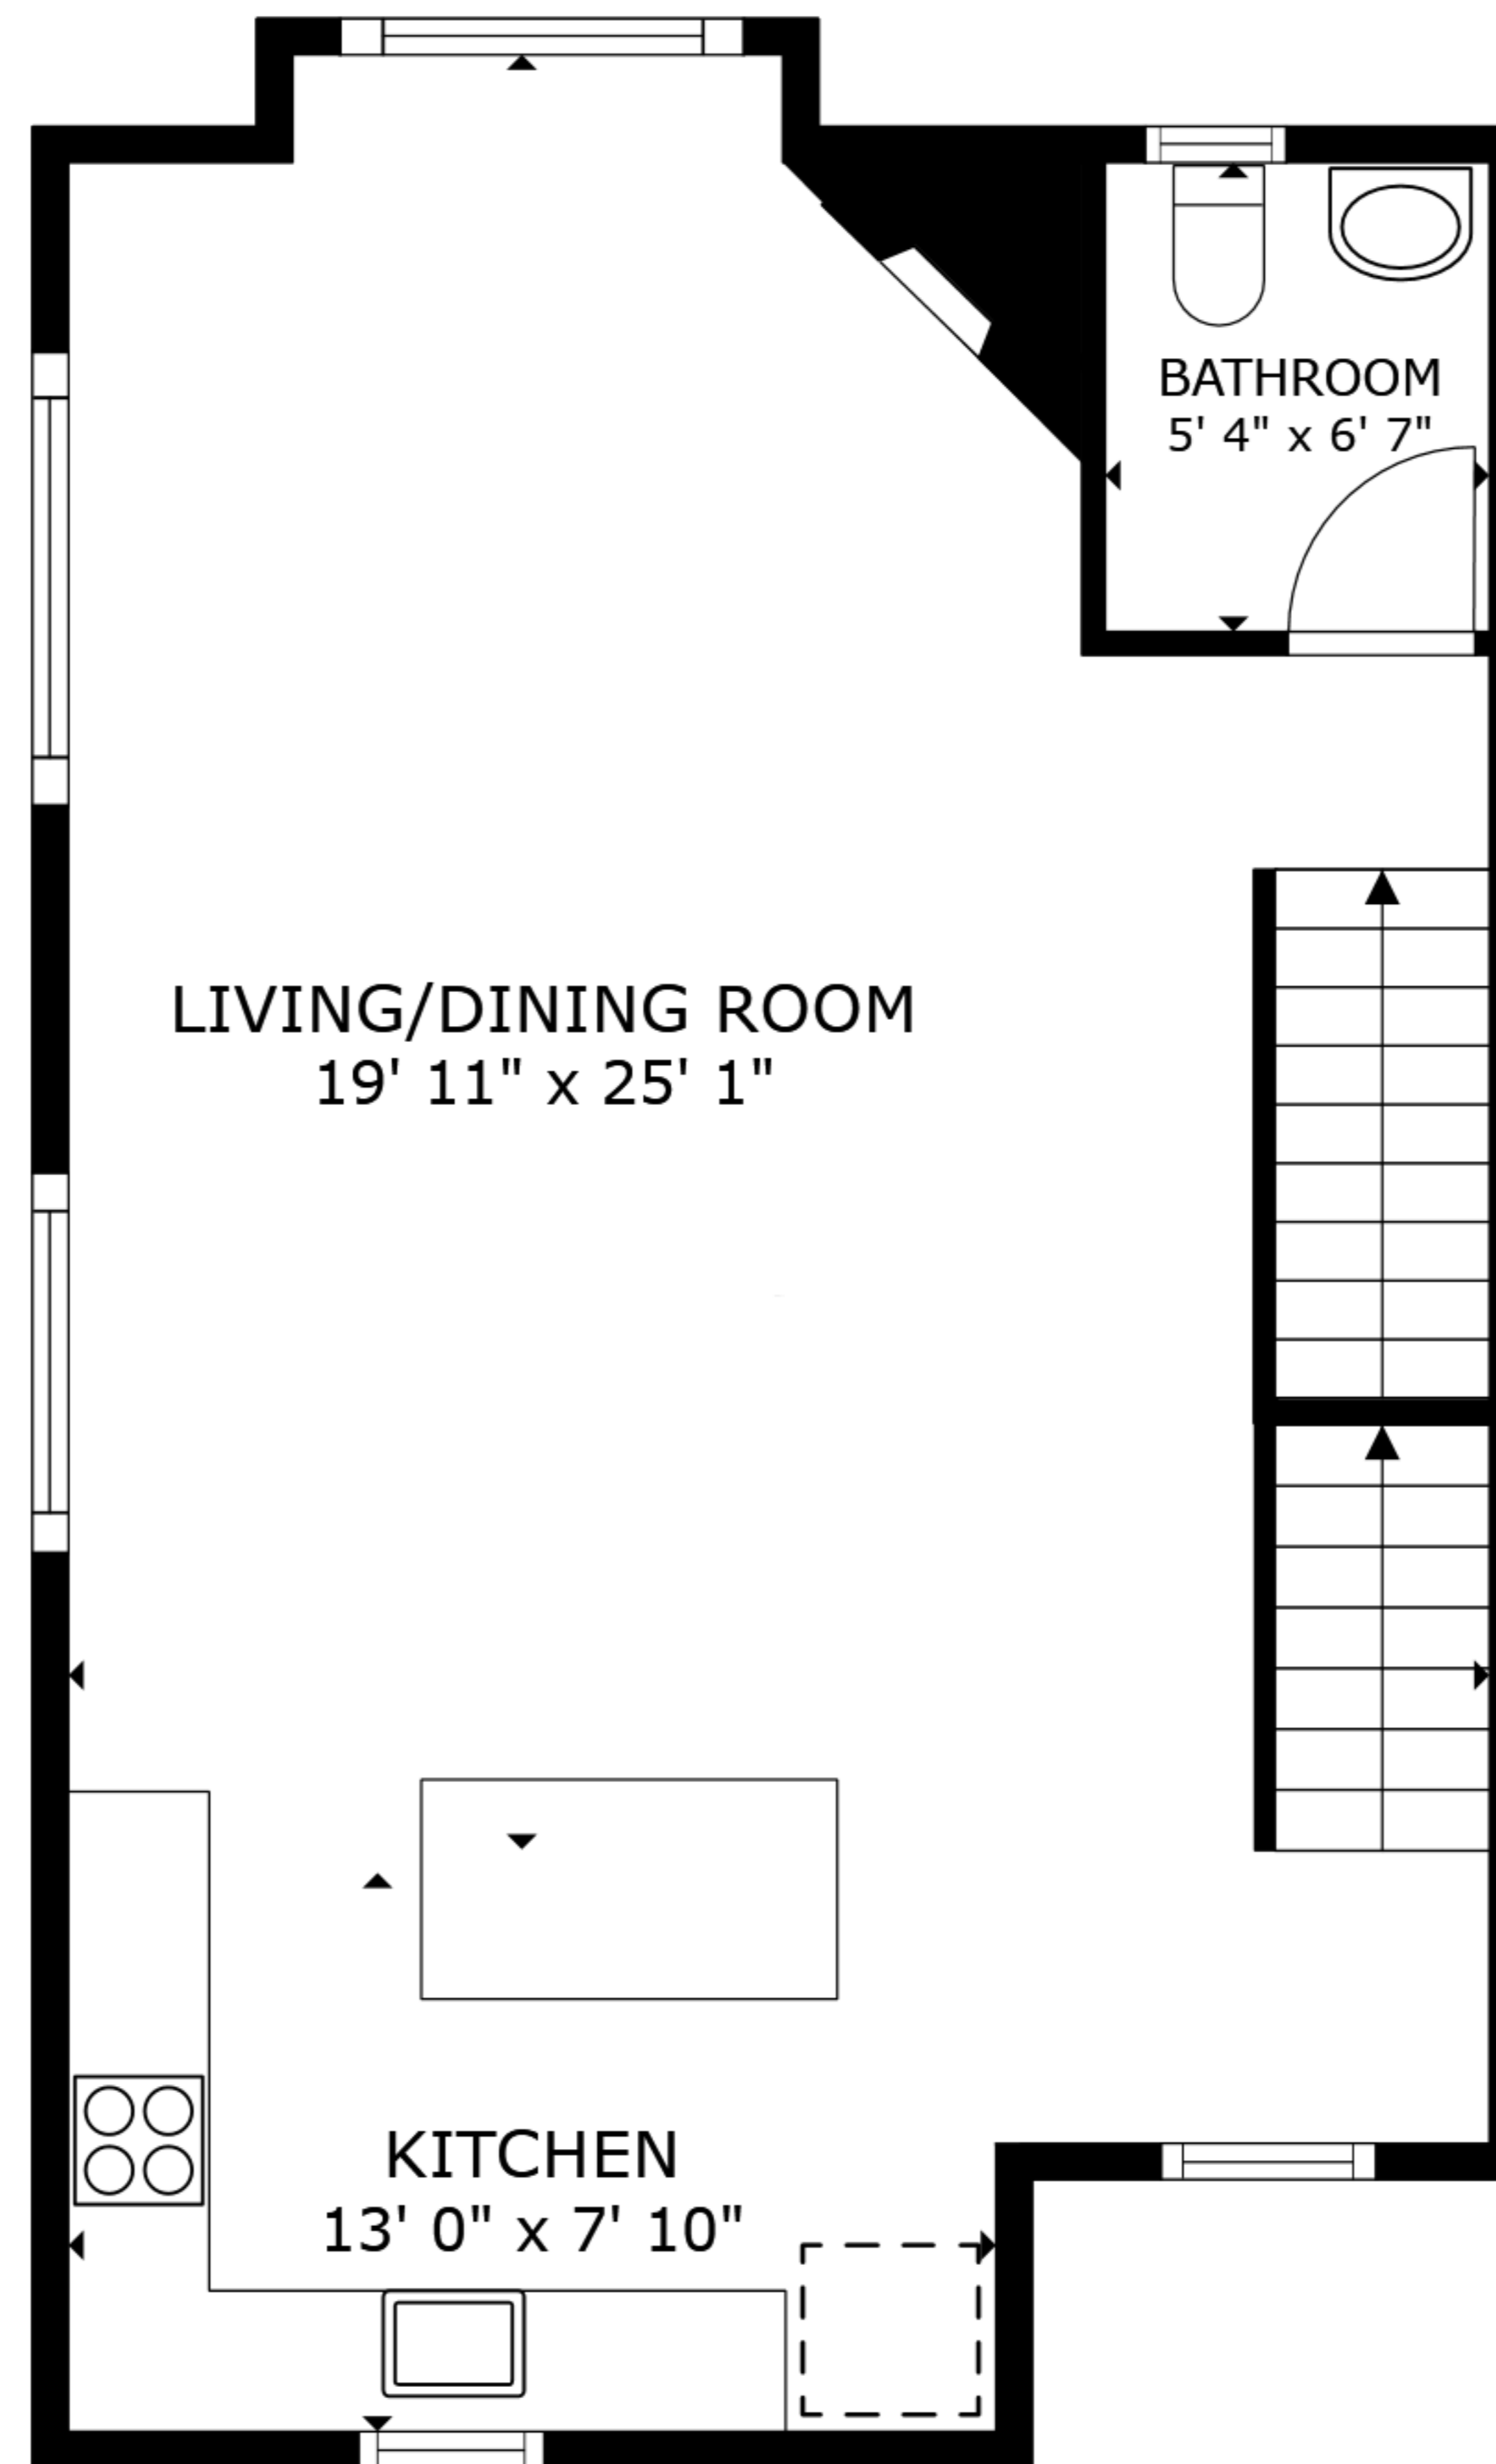 BATHROOM
5' 4" x 6' 7"
LIVING/DINING ROOM
19' 11" x 25' 1"
KITCHEN
13' 0" x 7' 10"